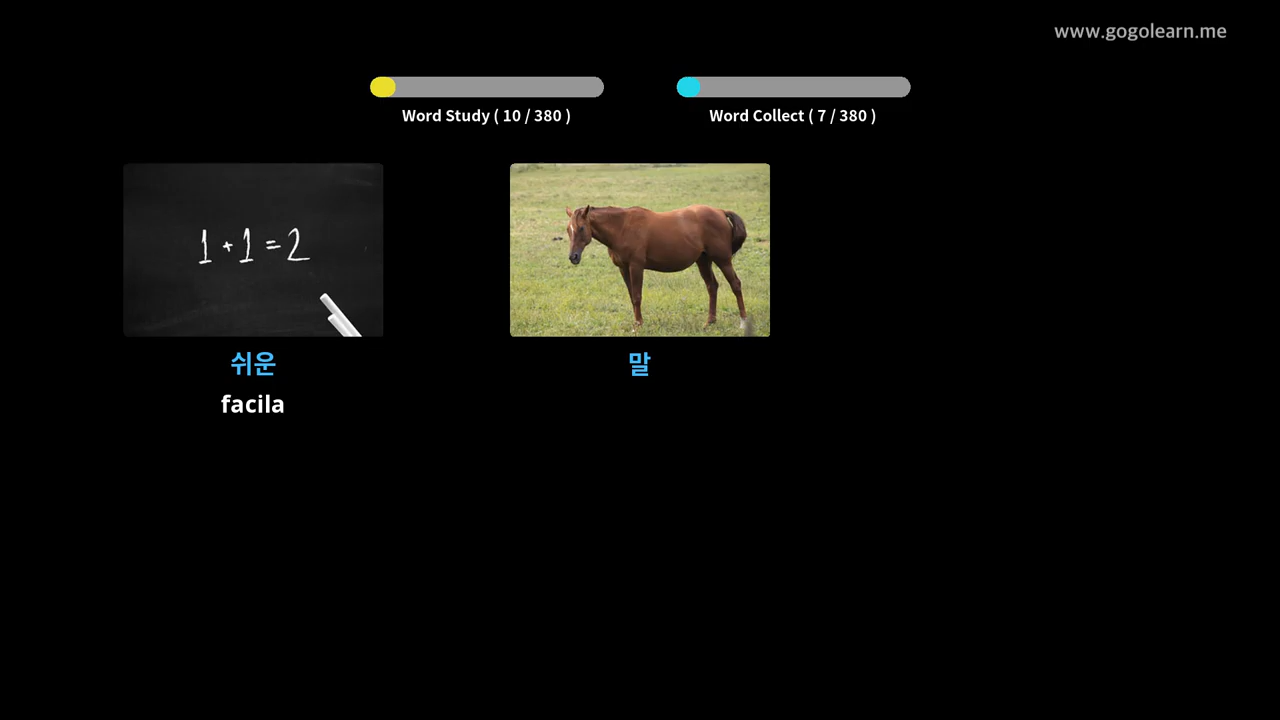 www.gogolearn.me
Word Study ( 10 / 380 )
Word Collect ( 7 / 380 )
1 + 1 = 2
쉬운
facila
말